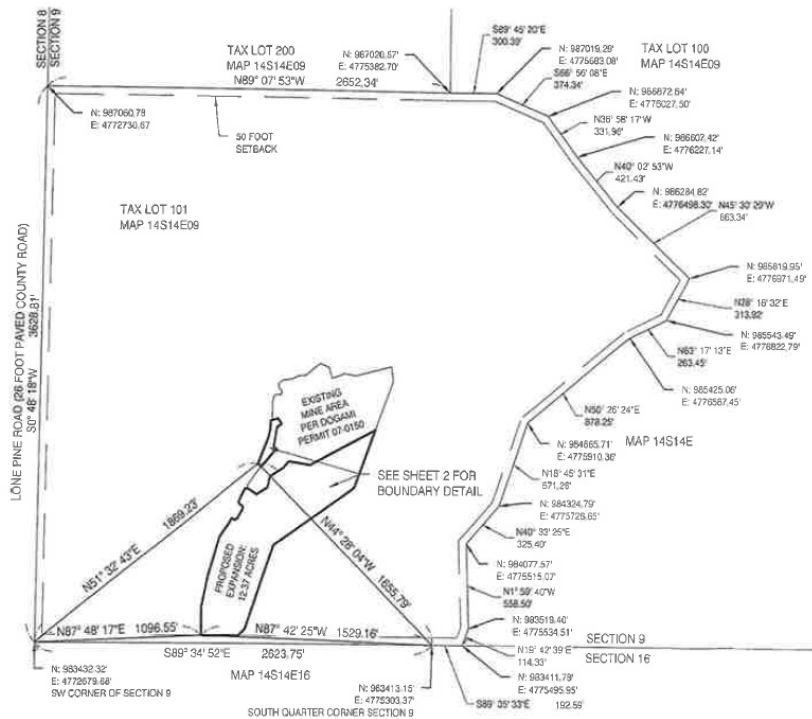 SECTION 8
SECTION 9
TAX LOT 200
MAP 14S14E09
N89° 07' 53"W 2652.34'
N: 987020.57'
E: 4775382.70'
S89° 45' 20"E
300.39'
N: 987019.29'
E: 4775683.08'
TAX LOT 100
MAP 14S14E09
S66° 56' 08"E
374.34'
N: 986872.64'
E: 4776027.50'
N: 987060.78
E: 4772730.67
50 FOOT
SETBACK
N36° 58' 17"W
331.96'
N: 986607.42'
E: 4776227.14'
N40° 02' 53"W
421.43'
N: 986284.82'
E: 4776498.30'
N45° 30' 29"W
663.34'
TAX LOT 101
MAP 14S14E09
N: 985819.95'
E: 4776971.49'
N28° 16' 32"E
313.92'
N: 985543.49'
E: 4776822.79'
N63° 17' 13"E
263.45'
N: 985425.06'
E: 4776587.45'
N50° 26' 24"E
878.25'
N: 984865.71'
E: 4775910.36'
MAP 14S14E
LONE PINE ROAD (26 FOOT PAVED COUNTY ROAD)
S0° 48' 18"W 3628.81'
EXISTING
MINE AREA
PER DOGAMI
PERMIT 07-0150
SEE SHEET 2 FOR
BOUNDARY DETAIL
N18° 45' 31"E
571.26'
N: 984324.79'
E: 4775726.65'
N40° 33' 25"E
325.40'
N: 984077.57'
E: 4775515.07'
N51° 32' 43"E 1869.23'
N44° 28' 04"W 1655.79'
PROPOSED
EXPANSION:
12.37 ACRES
N1° 59' 40"W
558.50'
N: 983519.40'
E: 4775534.51'
N87° 48' 17"E 1096.55'
N87° 42' 25"W 1529.16'
SECTION 9
SECTION 16
N19° 42' 39 E
114.33'
S89° 34' 52"E 2623.75'
MAP 14S14E16
N: 983411.79'
E: 4775495.95'
N: 983432.32'
E: 4772679.68'
SW CORNER OF SECTION 9
N: 983413.15'
E: 4775303.37'
SOUTH QUARTER CORNER SECTION 9
S89° 35' 33"E 192.59'